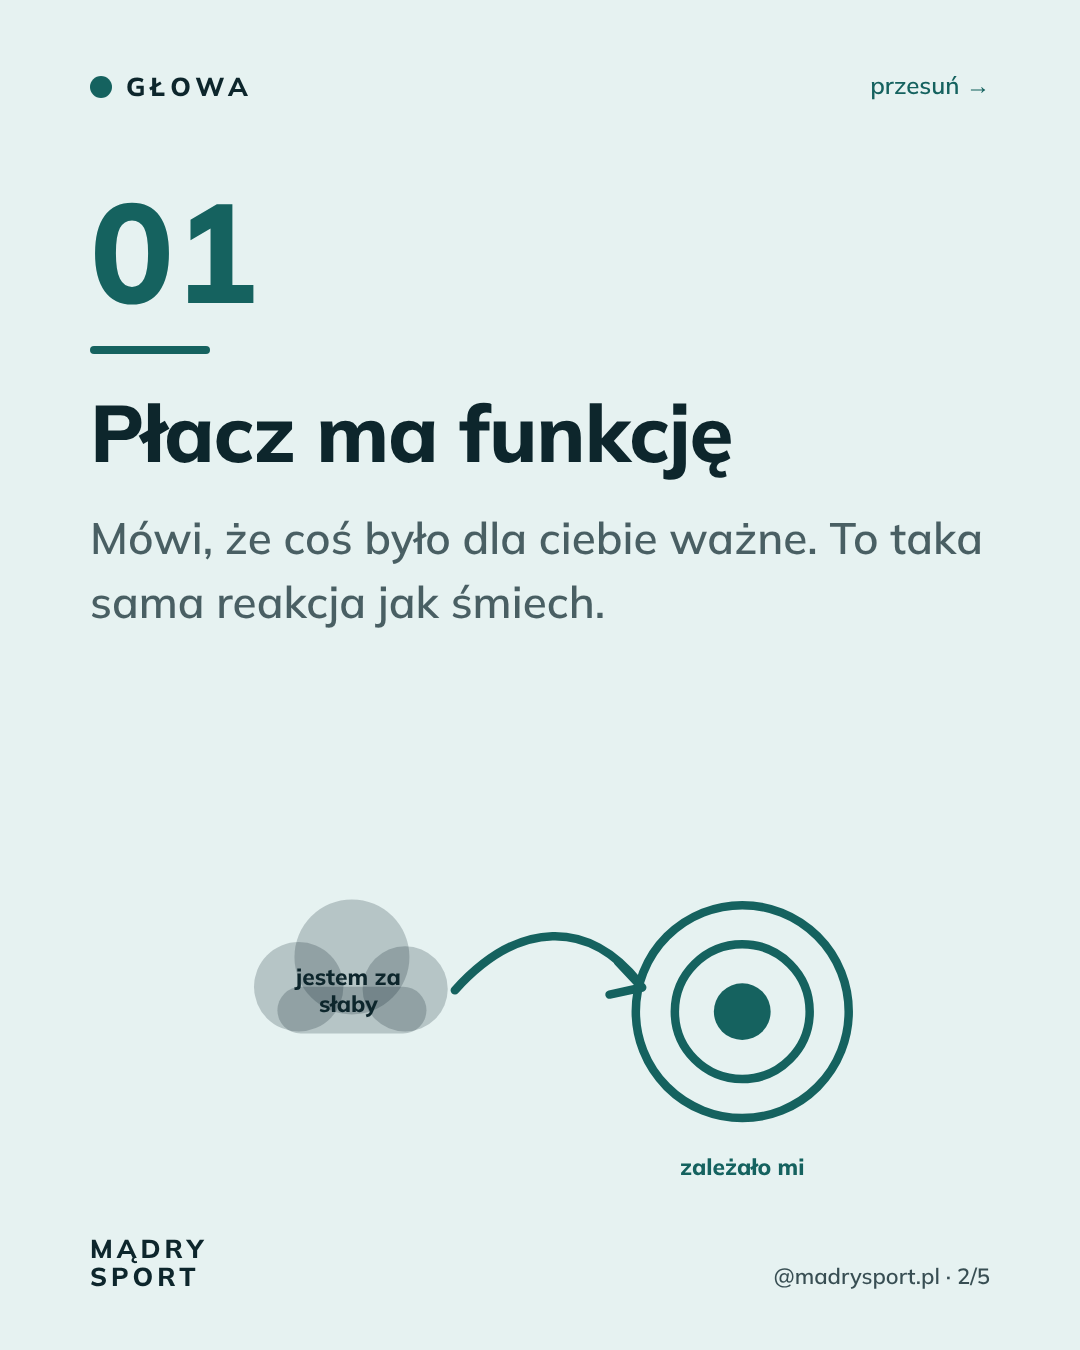 GŁOWA
przesuń →
01
Płacz ma funkcję
Mówi, że coś było dla ciebie ważne. To taka
sama reakcja jak śmiech.
jestem za
słaby
zależało mi
MĄDRY
SPORT
@madrysport.pl · 2/5